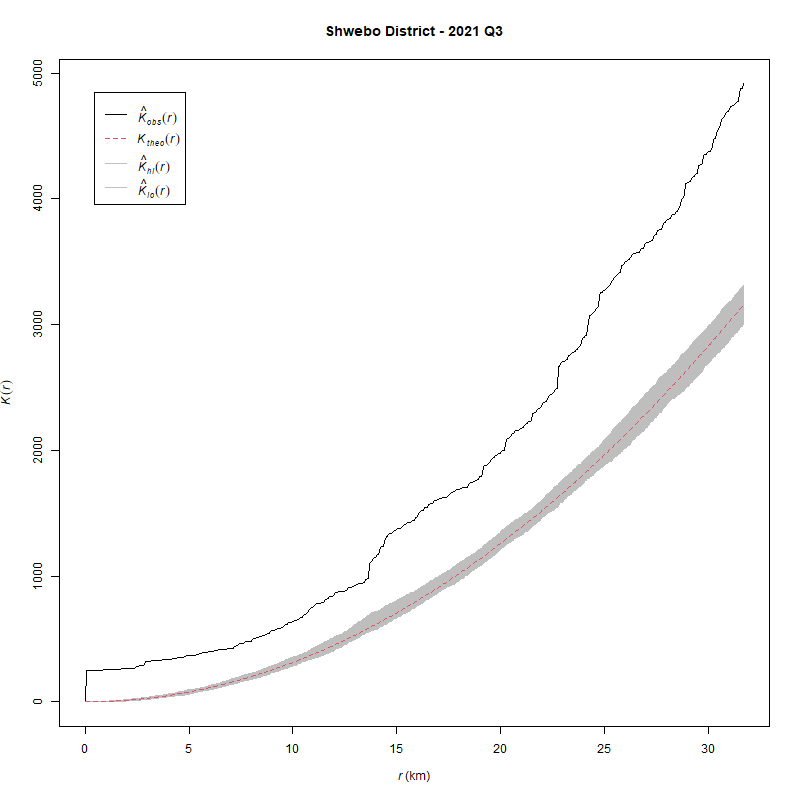 Shwebo District - 2021 Q3
K̂obs(r)
Ktheo(r)
K̂hi(r)
K̂lo(r)
K(r)
5000
4000
3000
2000
1000
0
0 5 10 15 20 25 30
r (km)